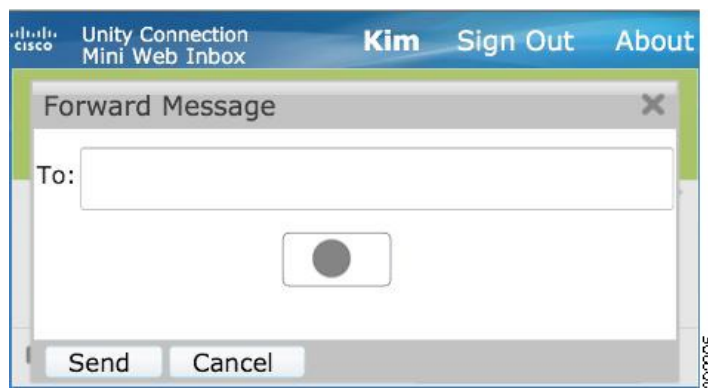 cisco
Unity Connection
Mini Web Inbox
Kim Sign Out About
Forward Message
To:
Send Cancel